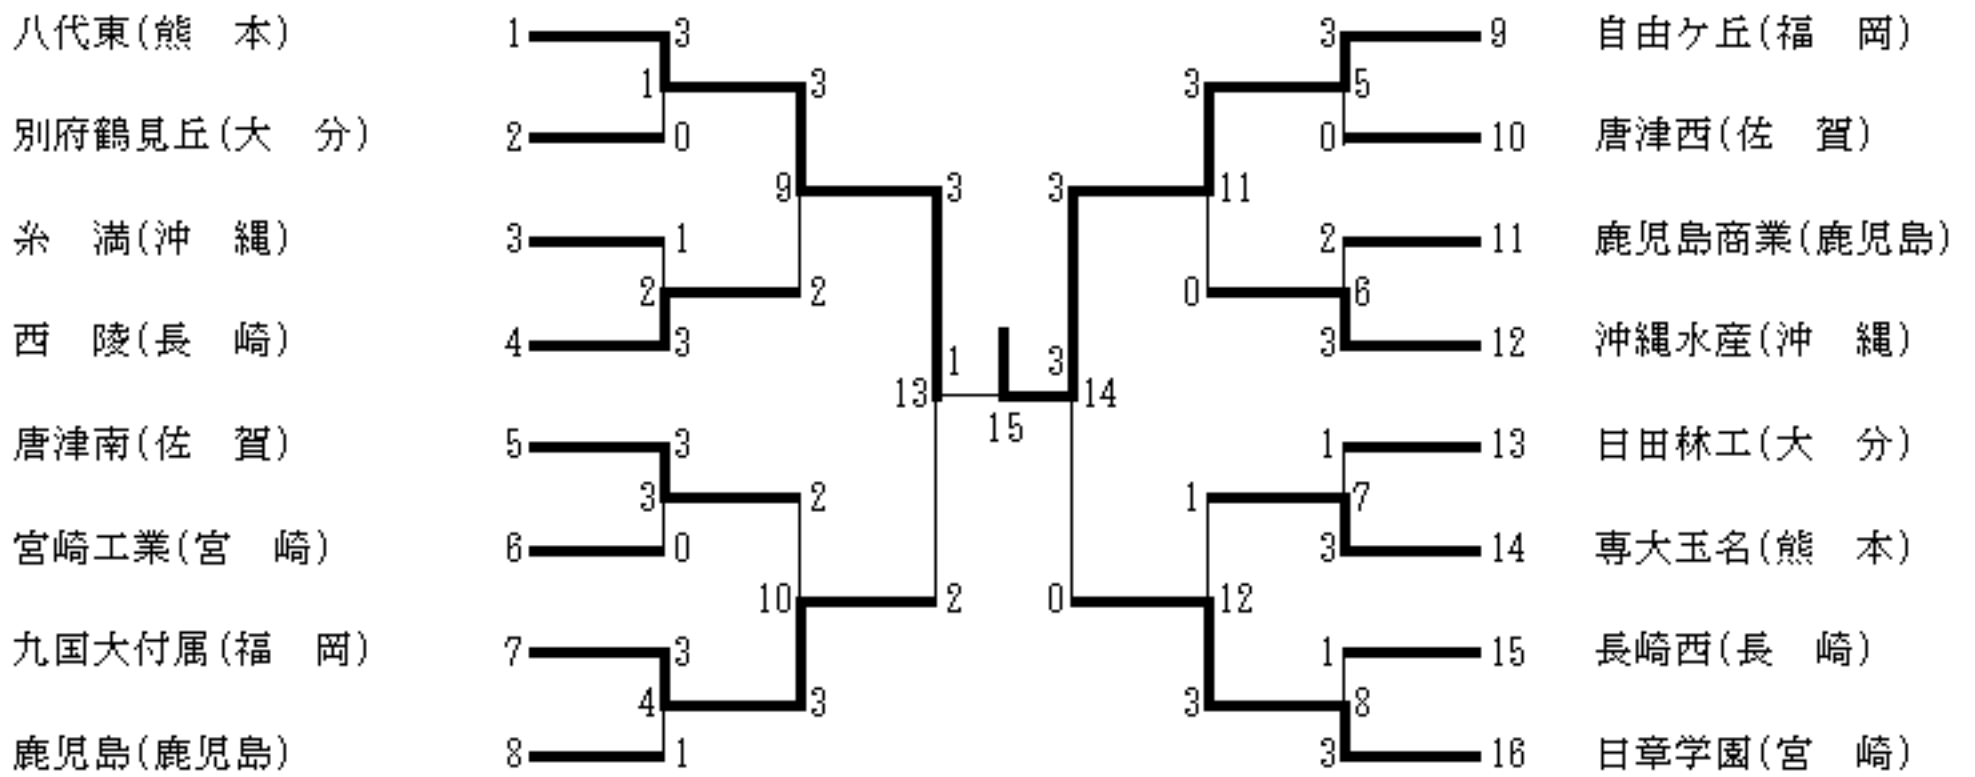 八代東(熊　本) 1 3 3 9 自由ケ丘(福　岡)
1 3 3 5
別府鶴見丘(大　分) 2 0 0 10 唐津西(佐　賀)
9 3 3 11
糸　満(沖　縄) 3 1 2 11 鹿児島商業(鹿児島)
2 2 0 6
西　陵(長　崎) 4 3 3 12 沖縄水産(沖　縄)
1 3
13 14
15
唐津南(佐　賀) 5 3 1 13 日田林工(大　分)
3 2 1 7
宮崎工業(宮　崎) 6 0 3 14 専大玉名(熊　本)
10 2 0 12
九国大付属(福　岡) 7 3 1 15 長崎西(長　崎)
4 3 3 8
鹿児島(鹿児島) 8 1 3 16 日章学園(宮　崎)